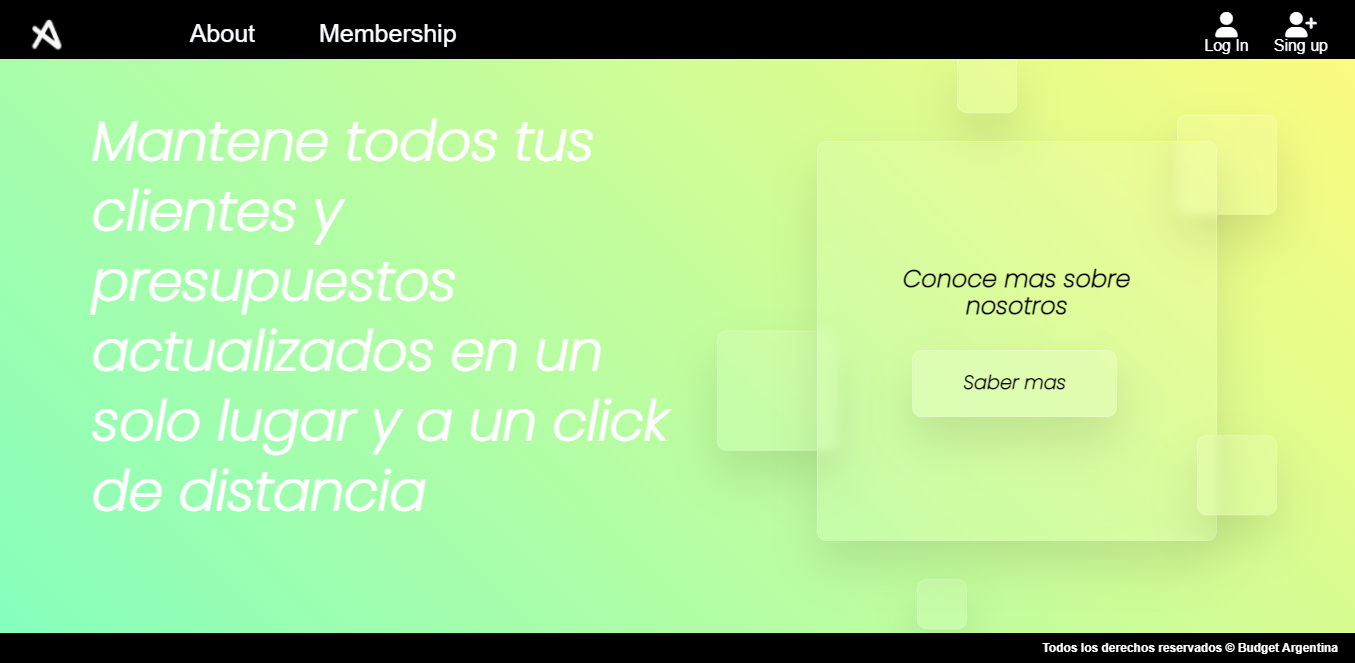 About
Membership
Log In
Sing up
Mantene todos tus
clientes y
presupuestos
actualizados en un
solo lugar y a un click
de distancia
Conoce mas sobre
nosotros
Saber mas
Todos los derechos reservados © Budget Argentina